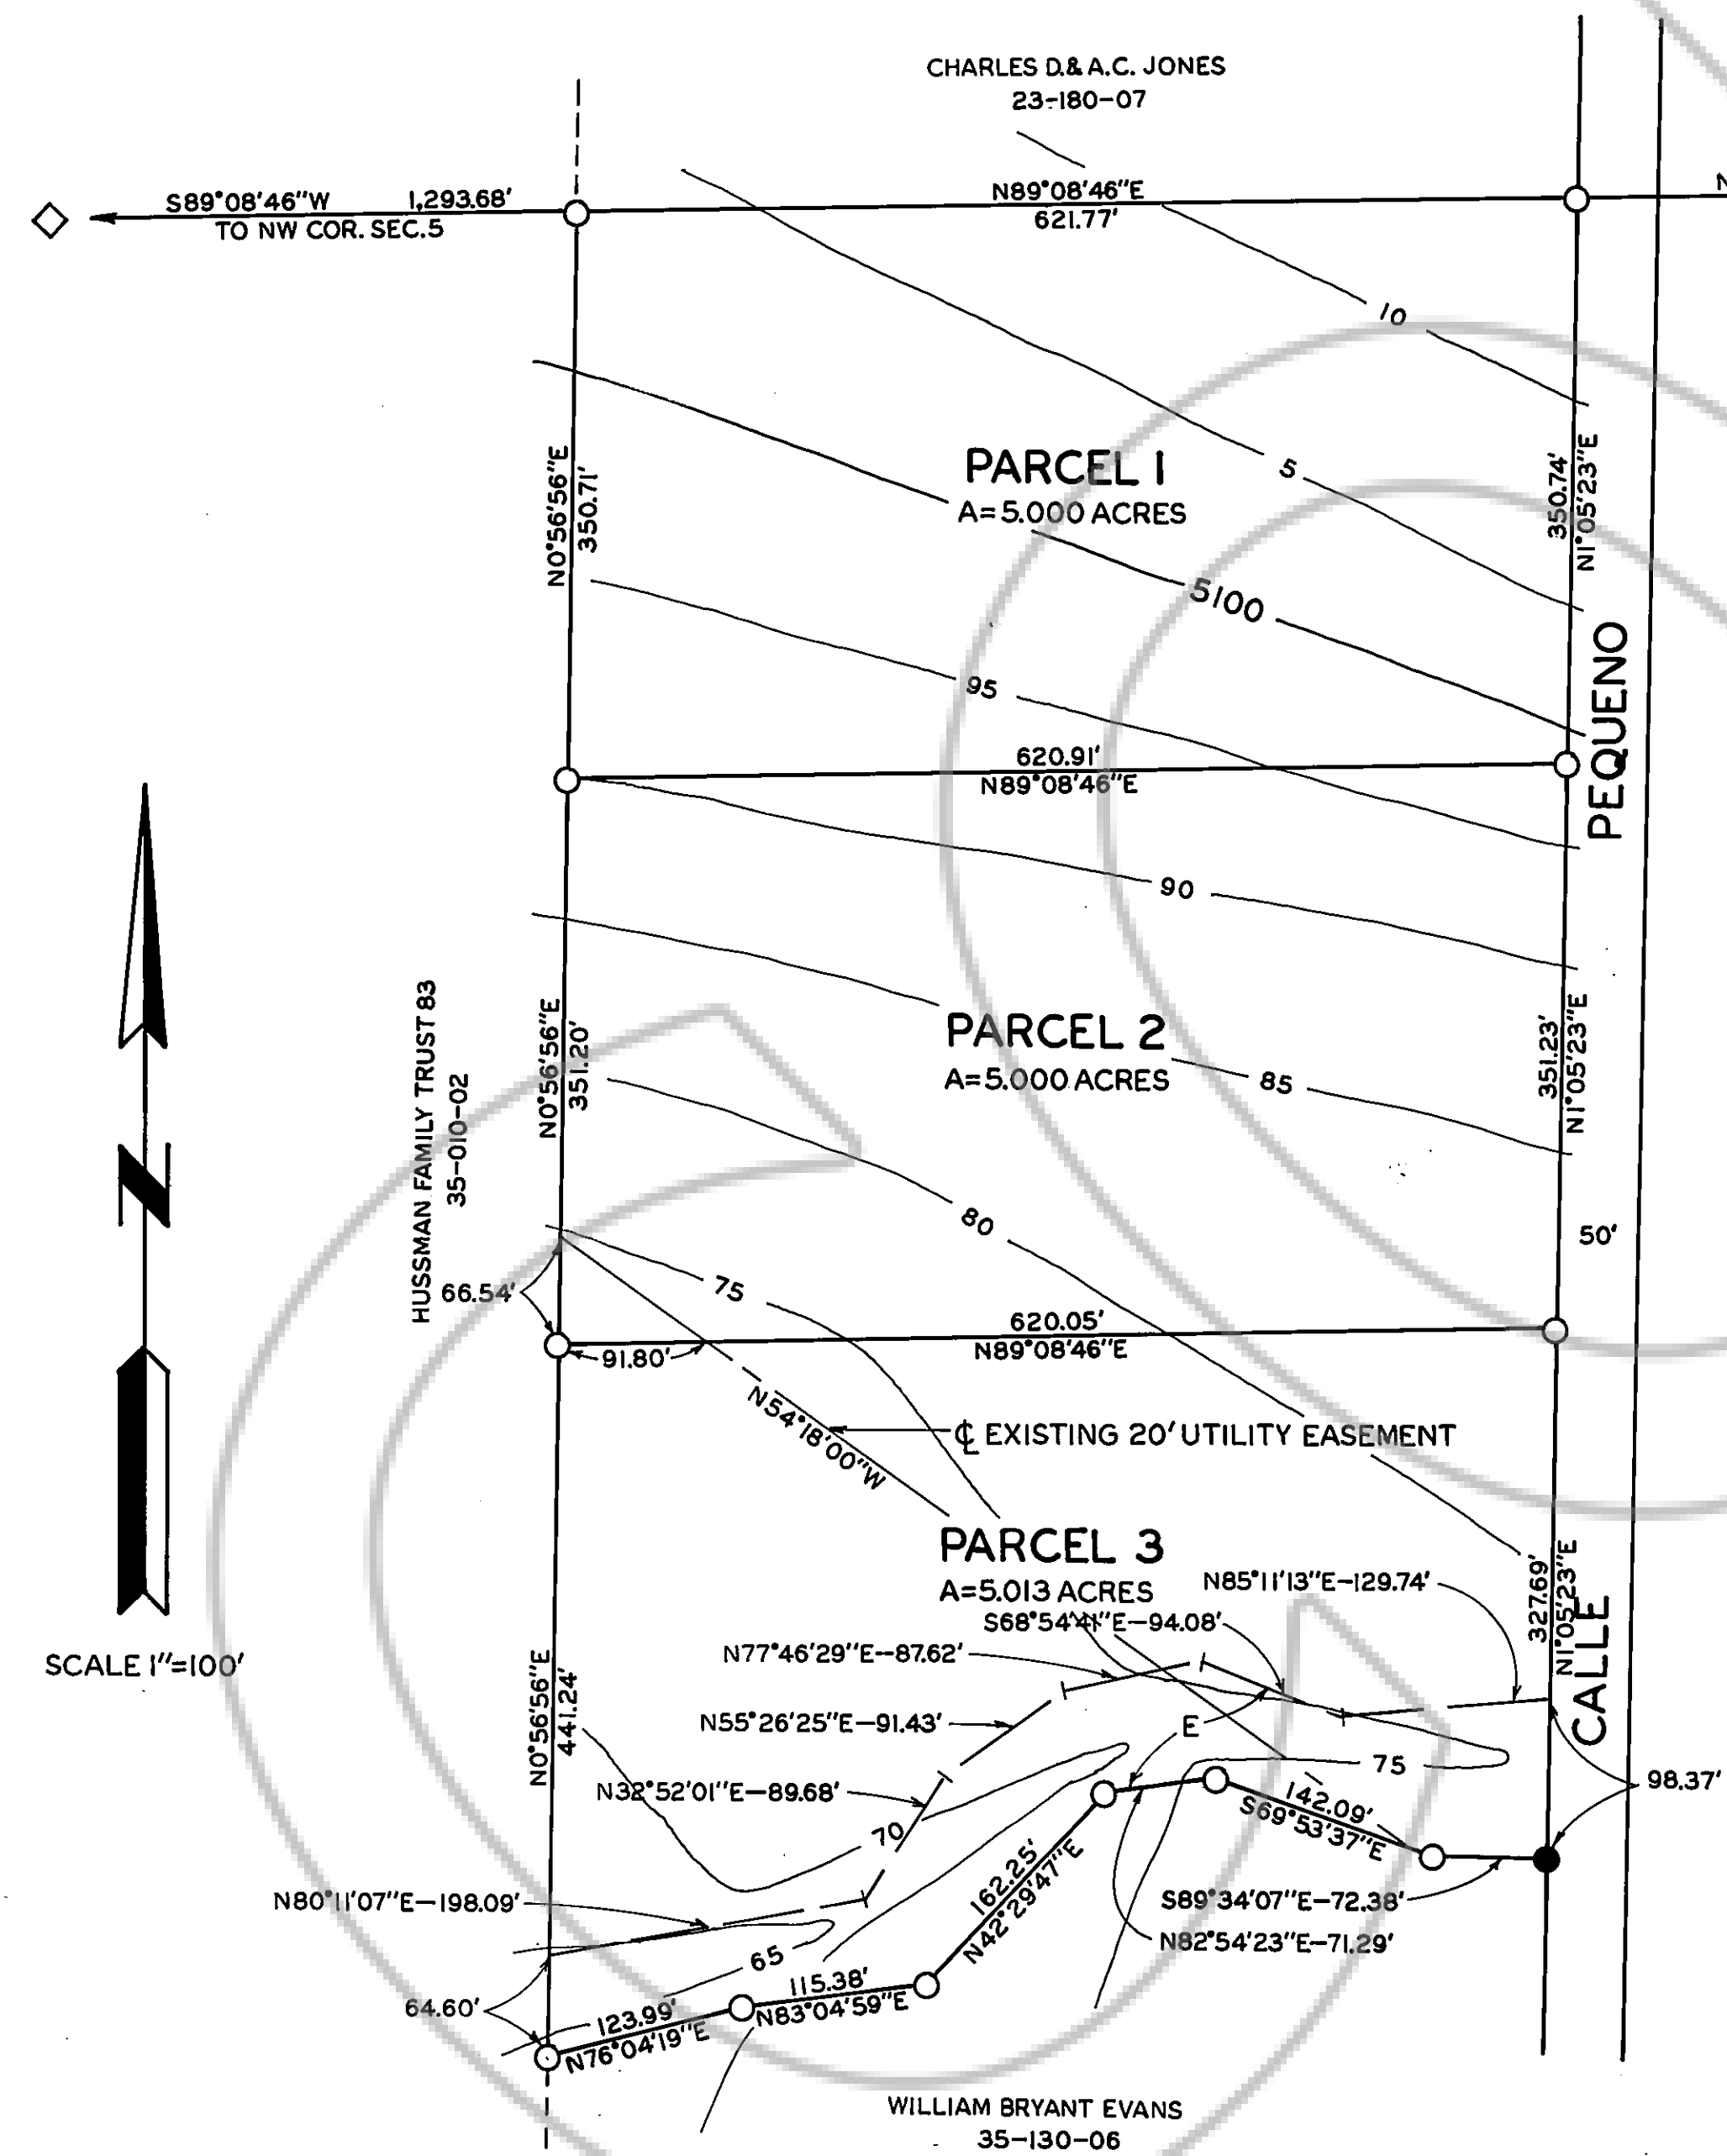 CHARLES D.& A.C. JONES
23-180-07
S89°08'46"W 1,293.68'
TO NW COR. SEC.5
N89°08'46"E
621.77'
10
5
PARCEL 1
A=5.000 ACRES
N0°56'56"E
350.71'
350.74'
N1°05'23"E
5100
95
PEQUENO
620.91'
N89°08'46"E
90
HUSSMAN FAMILY TRUST 83
35-010-02
N0°56'56"E
351.20'
PARCEL 2
A=5.000 ACRES
85
351.23'
N1°05'23"E
80
50'
N
66.54'
75
620.05'
N89°08'46"E
91.80'
N54°18'00"W
℄ EXISTING 20' UTILITY EASEMENT
PARCEL 3
A=5.013 ACRES
N85°11'13"E-129.74'
327.69'
N1°05'23"E
CALLE
94.08'
N77°46'29"E-87.62'
SCALE 1"=100'
N0°56'56"E
441.24'
N55°26'25"E-91.43'
E
75
98.37'
N32°52'01"E-89.68'
142.09'
S69°53'37"E
70
162.25'
N42°29'47"E
N80°11'07"E-198.09'
S89°34'07"E-72.38'
N82°54'23"E-71.29'
65
64.60'
115.38'
N83°04'59"E
123.99'
N76°04'19"E
WILLIAM BRYANT EVANS
35-130-06